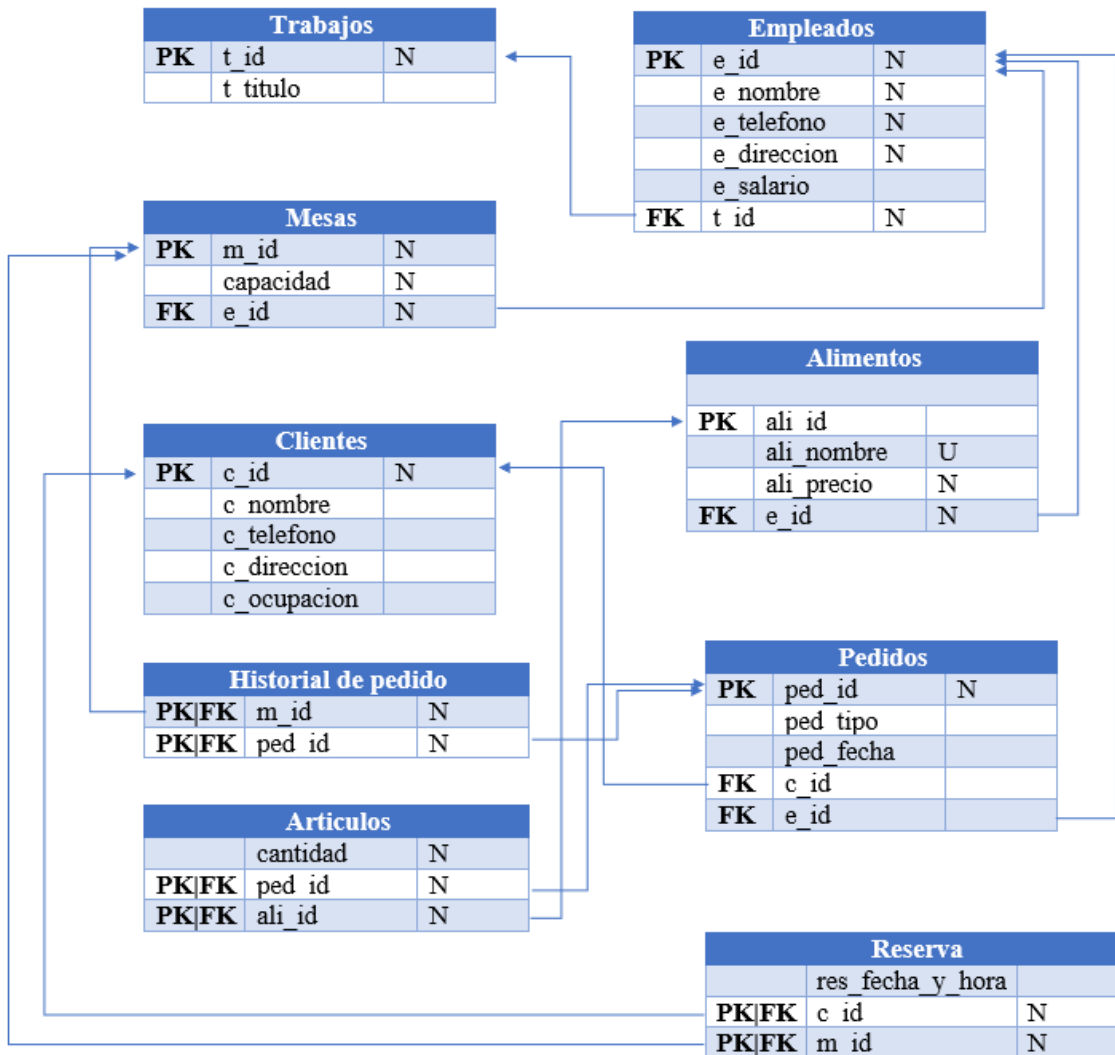 Trabajos
PK t_id N
t_titulo
Empleados
PK e_id N
e_nombre N
e_telefono N
e_direccion N
e_salario
FK t_id N
Mesas
PK m_id N
capacidad N
FK e_id N
Alimentos
PK ali_id
ali_nombre U
ali_precio N
FK e_id N
Clientes
PK c_id N
c_nombre
c_telefono
c_direccion
c_ocupacion
Historial de pedido
PK|FK m_id N
PK|FK ped_id N
Pedidos
PK ped_id N
ped_tipo
ped_fecha
FK c_id
FK e_id
Articulos
cantidad N
PK|FK ped_id N
PK|FK ali_id N
Reserva
res_fecha_y_hora
PK|FK c_id N
PK|FK m_id N